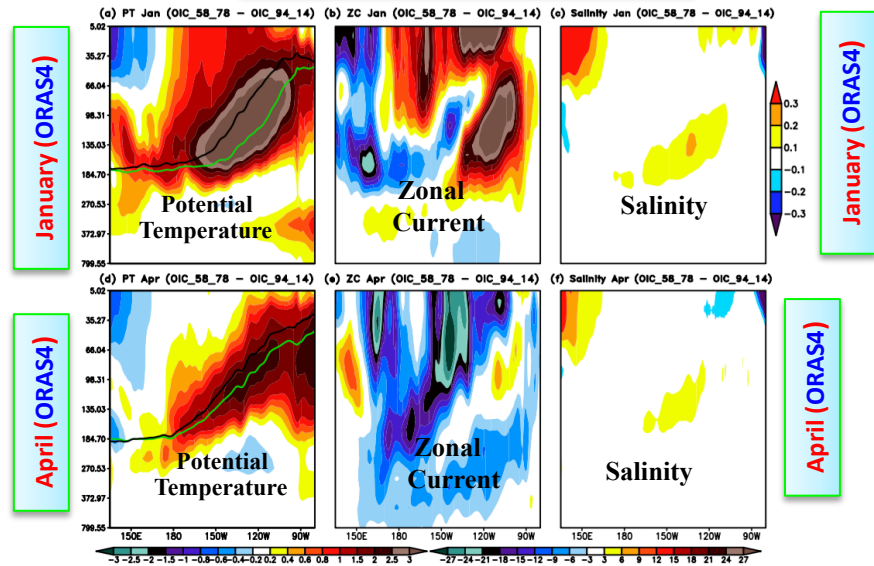 (a) PT Jan (OIC_58_78 - OIC_94_14)
(b) ZC Jan (OIC_58_78 - OIC_94_14)
(c) Salinity Jan (OIC_58_78 - OIC_94_14)
5.02
35.27
66.04
98.31
135.03
184.70
270.53
372.97
799.55
January (ORAS4)
Potential
Temperature
Zonal
Current
Salinity
0.3
0.2
0.1
-0.1
-0.2
-0.3
January (ORAS4)
(d) PT Apr (OIC_58_78 - OIC_94_14)
(e) ZC Apr (OIC_58_78 - OIC_94_14)
(f) Salinity Apr (OIC_58_78 - OIC_94_14)
5.02
35.27
66.04
98.31
135.03
184.70
270.53
372.97
799.55
April (ORAS4)
Potential
Temperature
Zonal
Current
Salinity
April (ORAS4)
150E 180 150W 120W 90W
150E 180 150W 120W 90W
150E 180 150W 120W 90W
-3 -2.5 -2 -1.5 -1 -0.8 -0.6 -0.4 -0.2 0.2 0.4 0.6 0.8 1 1.5 2 2.5 3
-27 -24 -21 -18 -15 -12 -9 -6 -3 3 6 9 12 15 18 21 24 27